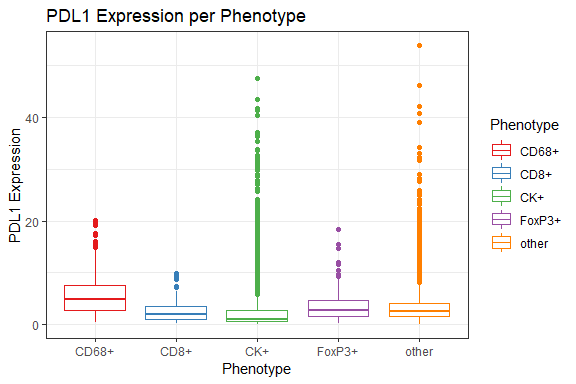 PDL1 Expression per Phenotype
PDL1 Expression
40
20
0
CD68+ CD8+ CK+ FoxP3+ other
Phenotype
Phenotype
CD68+
CD8+
CK+
FoxP3+
other